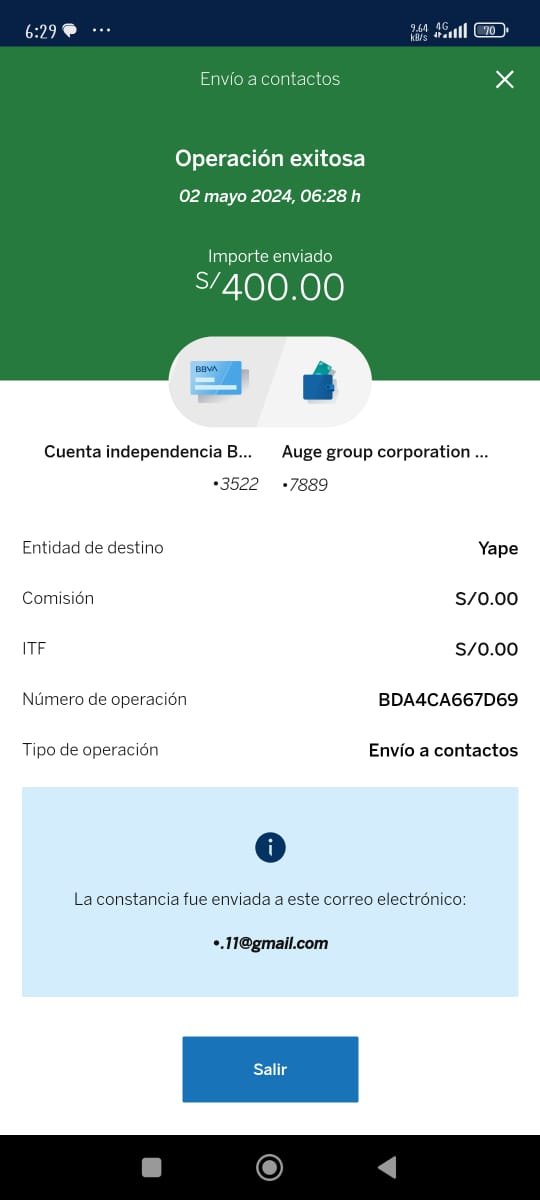 6:29 ...
9.64 kB/s 4G 70
Envío a contactos
Operación exitosa
02 mayo 2024, 06:28 h
Importe enviado
S/400.00
BBVA
Cuenta independencia B... Auge group corporation ...
•3522 •7889
Entidad de destino Yape
Comisión S/0.00
ITF S/0.00
Número de operación BDA4CA667D69
Tipo de operación Envío a contactos
La constancia fue enviada a este correo electrónico:
•.11@gmail.com
Salir